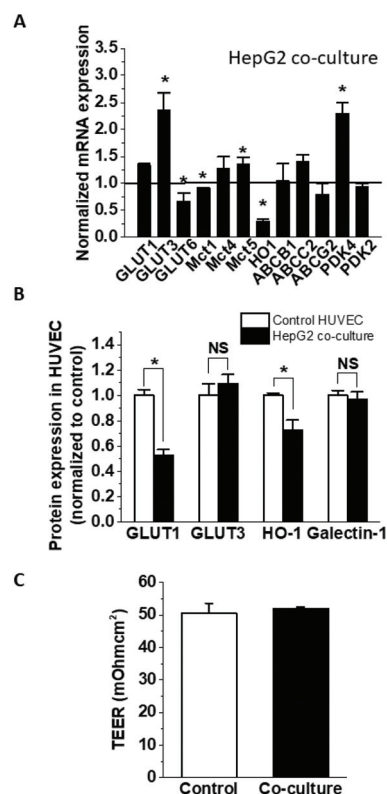 A
HepG2 co-culture
Normalized mRNA expression
3.5
3.0
2.5
2.0
1.5
1.0
0.5
0.0
* * * * * *
GLUT1 GLUT3 GLUT6 Mct1 Mct4 Mct5 HO1 ABCB1 ABCC2 ABCG2 PDK4 PDK2
B
Control HUVEC
HepG2 co-culture
Protein expression in HUVEC
(normalized to control)
1.4
1.2
1.0
0.8
0.6
0.4
0.2
0.0
* NS * NS
GLUT1 GLUT3 HO-1 Galectin-1
C
TEER (mOhmcm²)
60
50
40
30
20
10
0
Control Co-culture